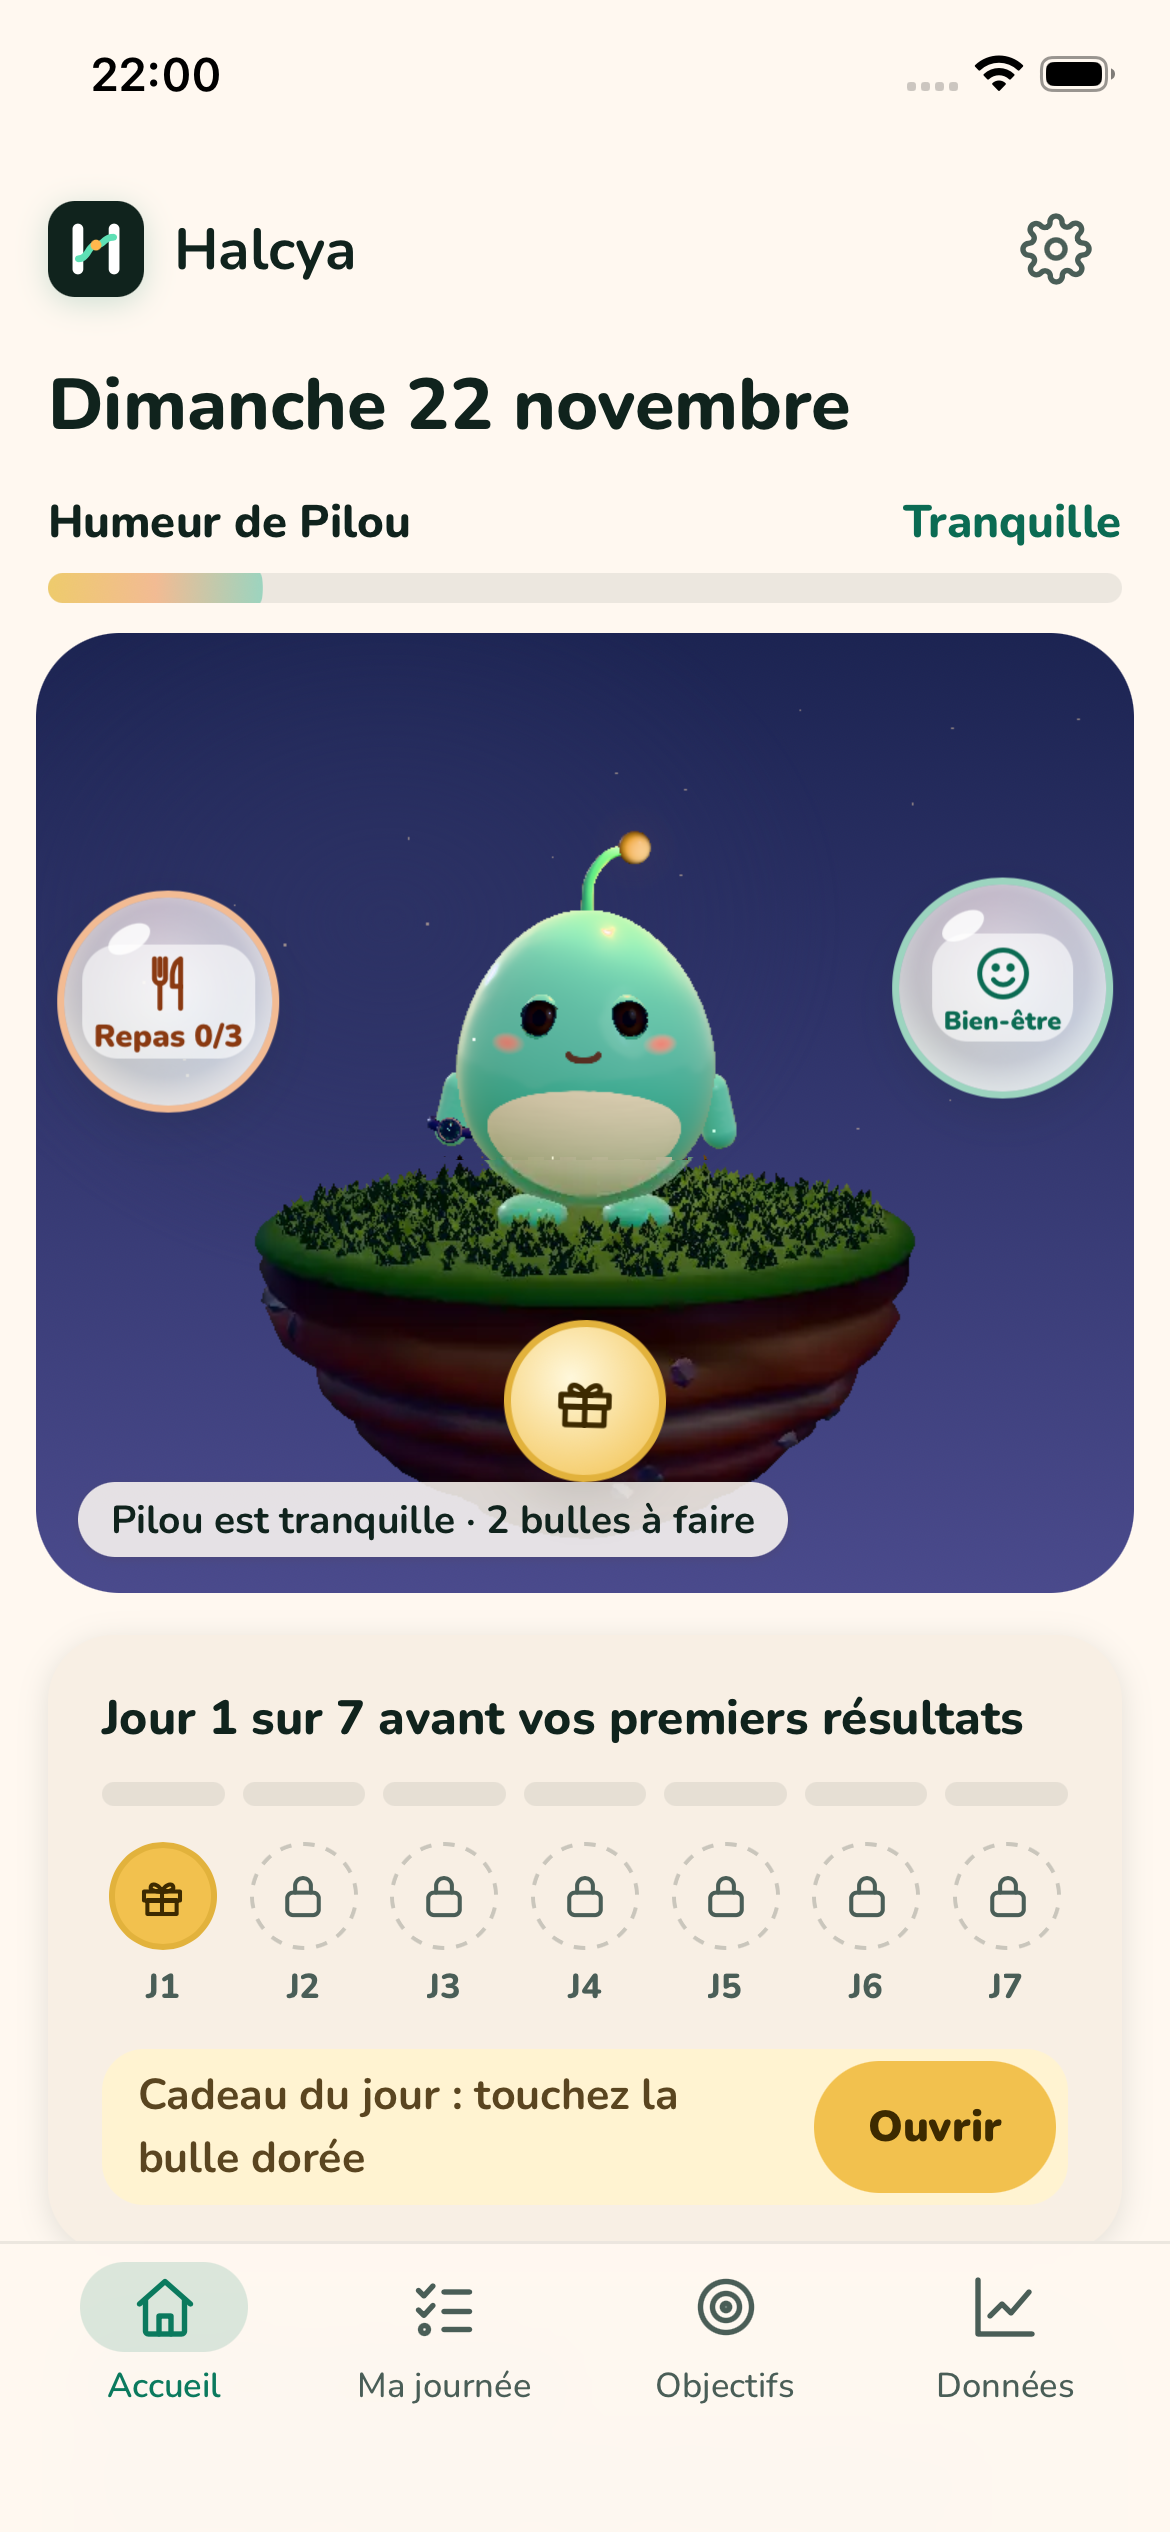 22:00
Halcya
Dimanche 22 novembre
Humeur de Pilou
Tranquille
Repas 0/3
Bien-être
Pilou est tranquille · 2 bulles à faire
Jour 1 sur 7 avant vos premiers résultats
J1 J2 J3 J4 J5 J6 J7
Cadeau du jour : touchez la
bulle dorée
Ouvrir
Accueil Ma journée Objectifs Données